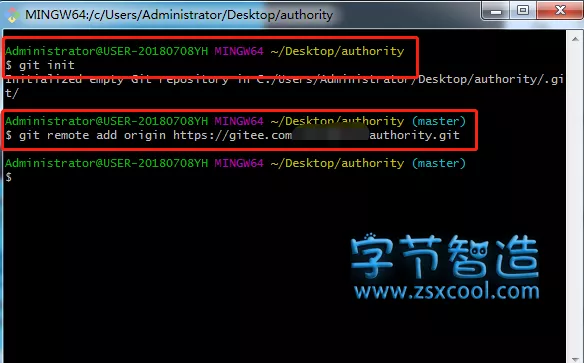 MINGW64:/c/Users/Administrator/Desktop/authority
Administrator@USER-20180708YH MINGW64 ~/Desktop/authority
$ git init
Initialized empty Git repository in C:/Users/Administrator/Desktop/authority/.gi
t/
Administrator@USER-20180708YH MINGW64 ~/Desktop/authority (master)
$ git remote add origin https://gitee.com authority.git
Administrator@USER-20180708YH MINGW64 ~/Desktop/authority (master)
$
字节智造
www.zsxcool.com